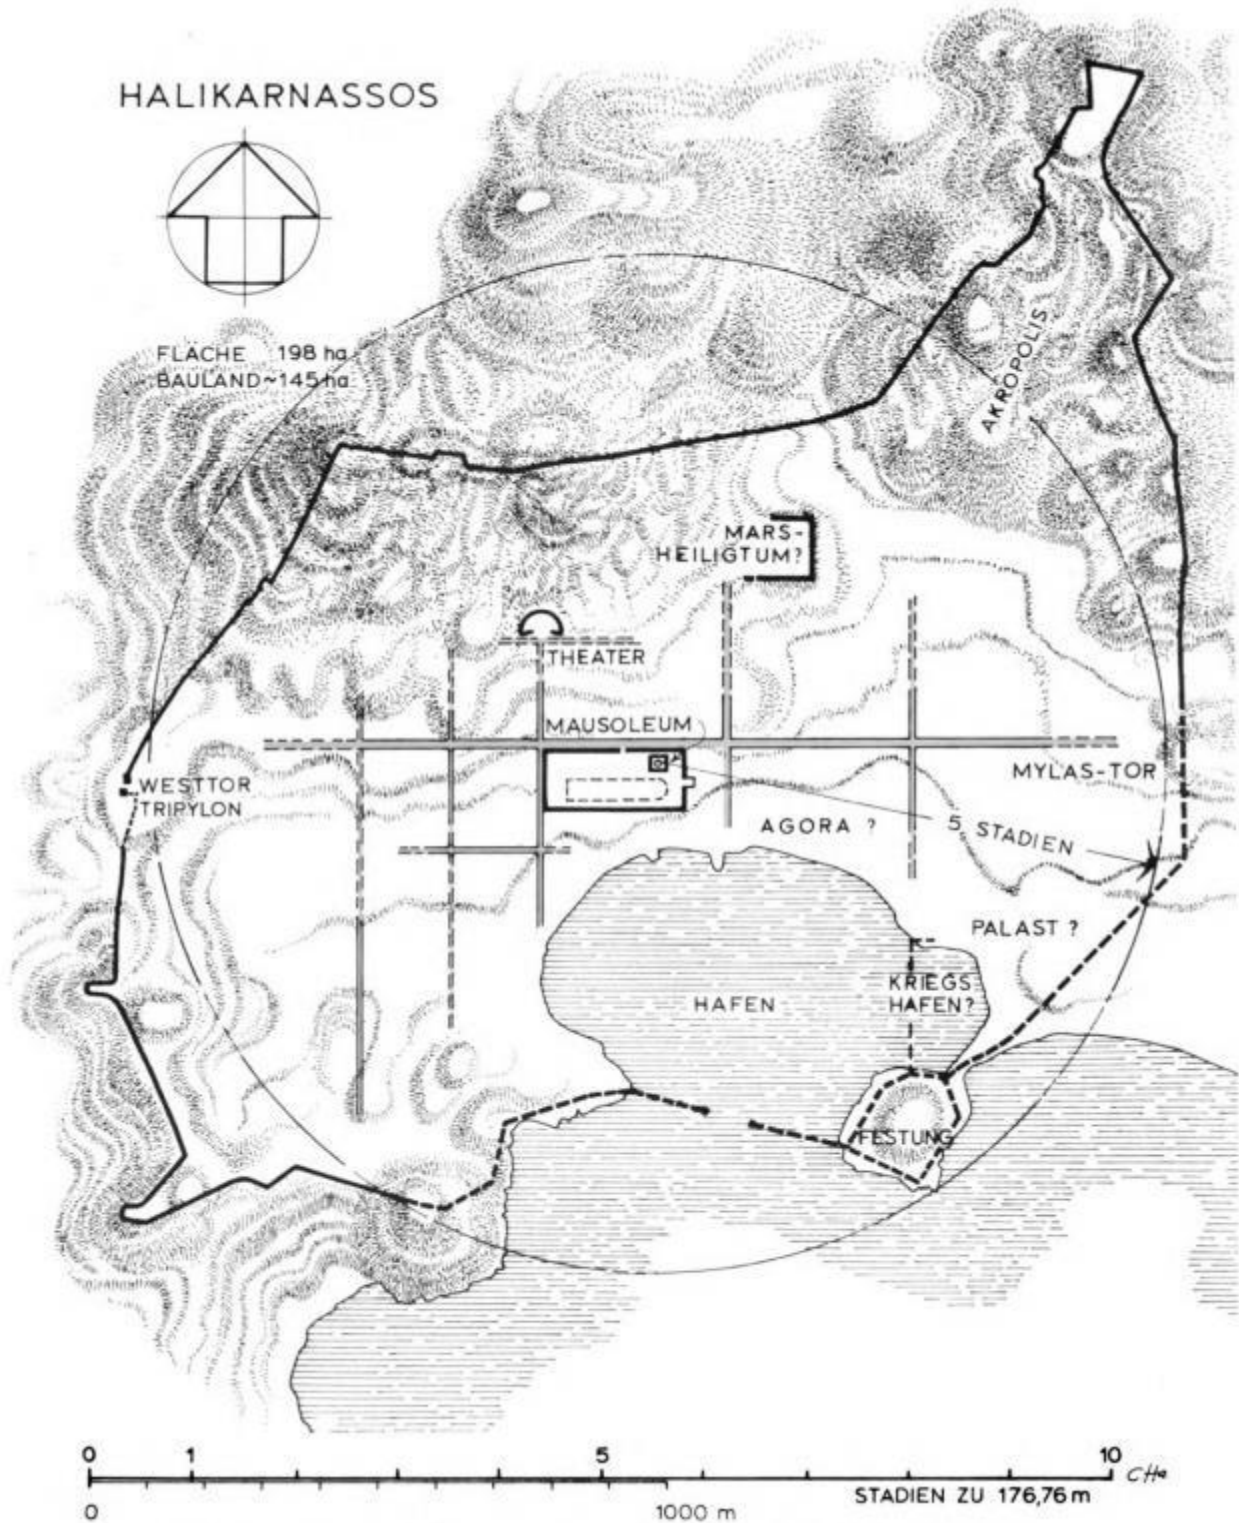 HALIKARNASSOS
FLÄCHE 198 ha
BAULAND ~ 145 ha
AKROPOLIS
MARS-
HEILIGTUM?
THEATER
MAUSOLEUM
WESTTOR
TRIPYLON
MYLAS-TOR
AGORA ?
5 STADIEN
PALAST ?
HAFEN
KRIEGS
HAFEN?
FESTUNG
0 1 5 10
STADIEN ZU 176,76 m
0 1000 m